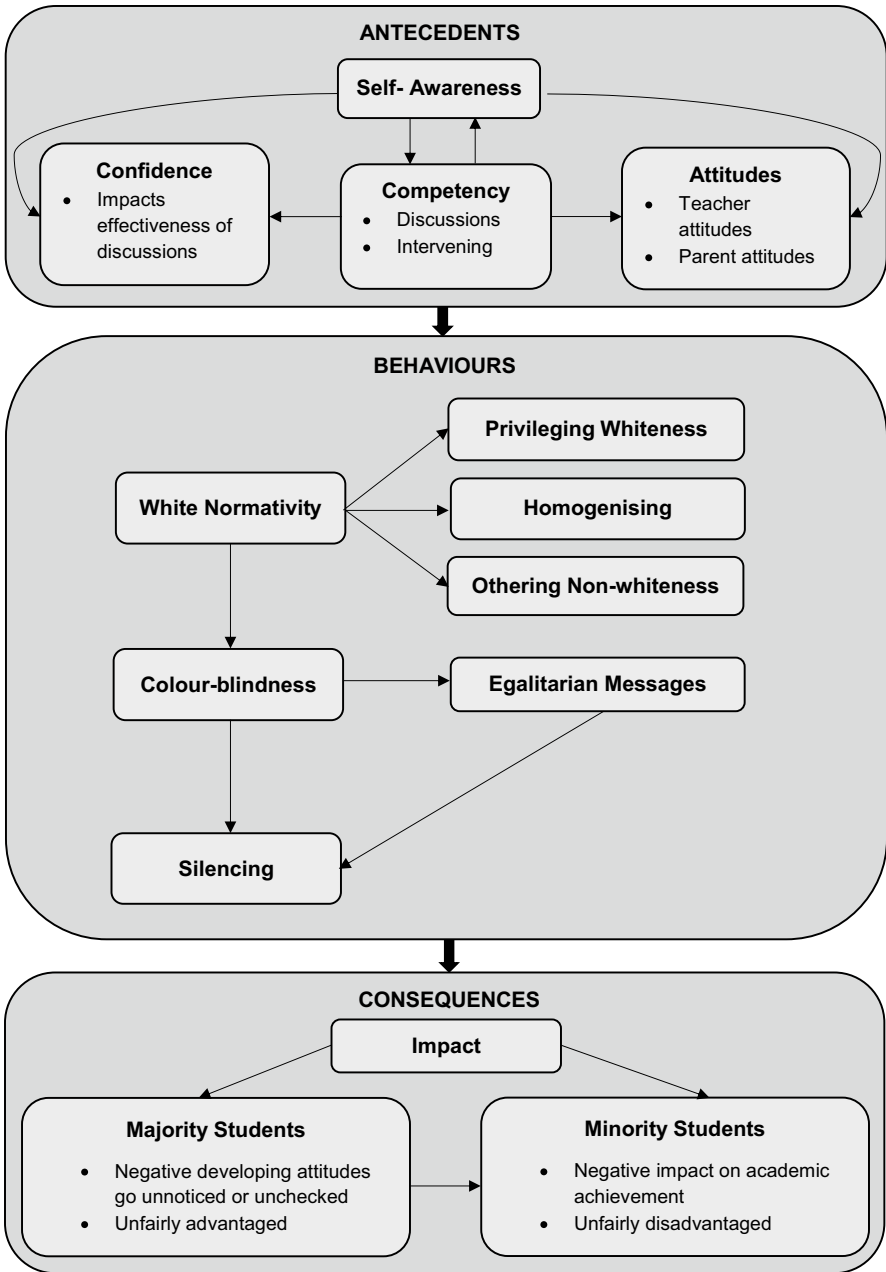 ANTECEDENTS
Self- Awareness
Confidence
• Impacts
effectiveness of
discussions
Competency
• Discussions
• Intervening
Attitudes
• Teacher
attitudes
• Parent attitudes
BEHAVIOURS
Privileging Whiteness
White Normativity
Homogenising
Othering Non-whiteness
Colour-blindness
Egalitarian Messages
Silencing
CONSEQUENCES
Impact
Majority Students
• Negative developing attitudes
go unnoticed or unchecked
• Unfairly advantaged
Minority Students
• Negative impact on academic
achievement
• Unfairly disadvantaged